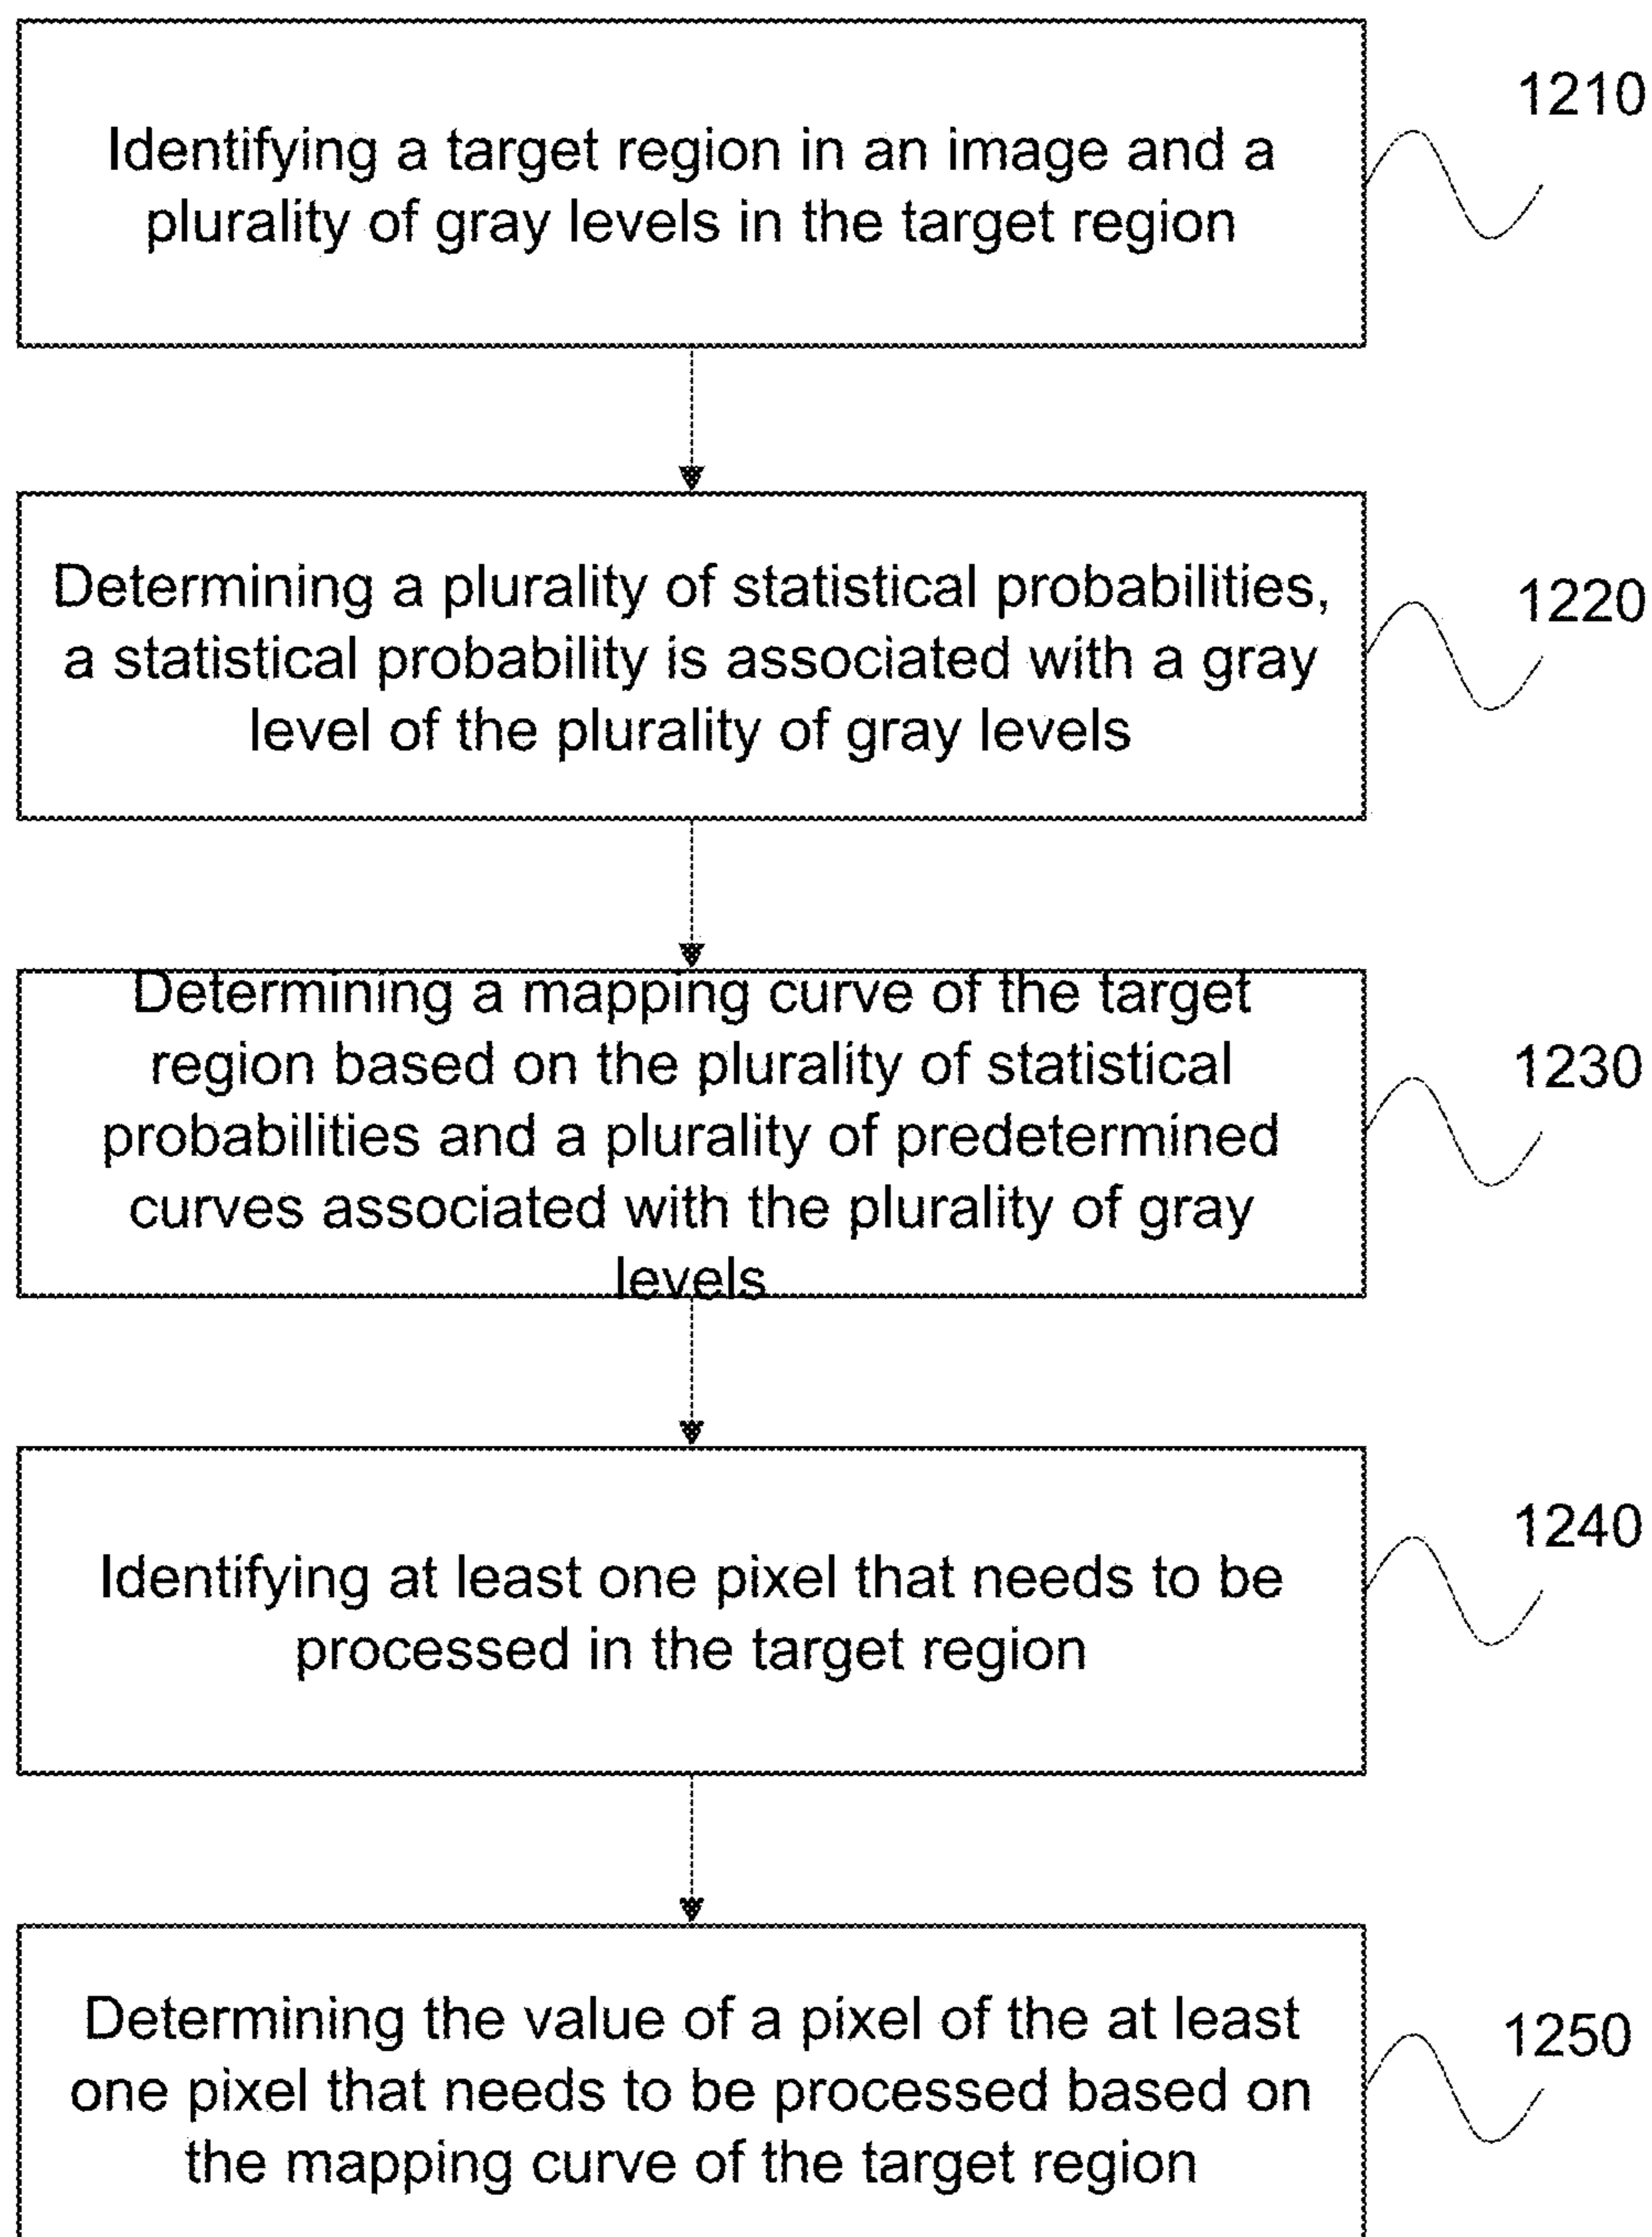 1210
Identifying a target region in an image and a
plurality of gray levels in the target region
1220
Determining a plurality of statistical probabilities,
a statistical probability is associated with a gray
level of the plurality of gray levels
1230
Determining a mapping curve of the target
region based on the plurality of statistical
probabilities and a plurality of predetermined
curves associated with the plurality of gray
levels
1240
Identifying at least one pixel that needs to be
processed in the target region
1250
Determining the value of a pixel of the at least
one pixel that needs to be processed based on
the mapping curve of the target region